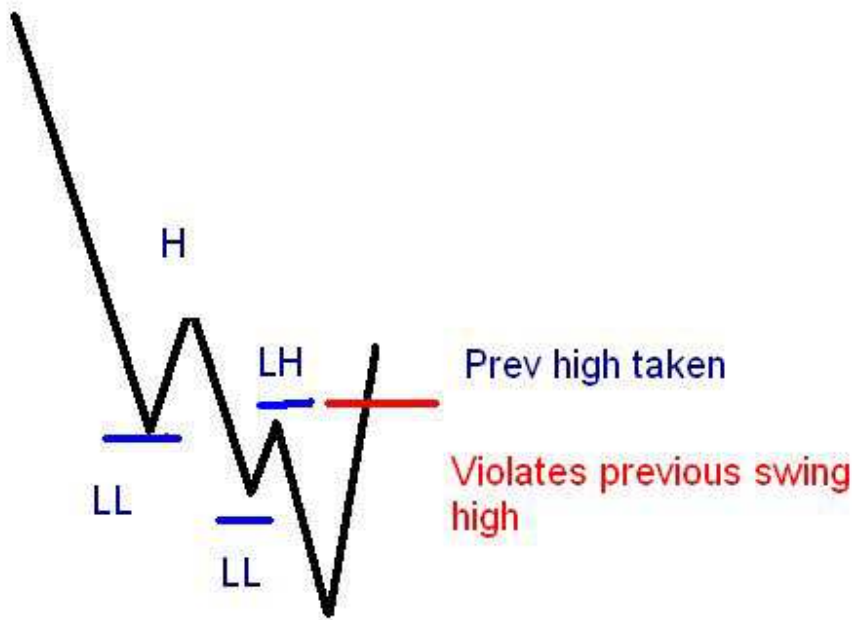 H
LH
Prev high taken
Violates previous swing
high
LL
LL